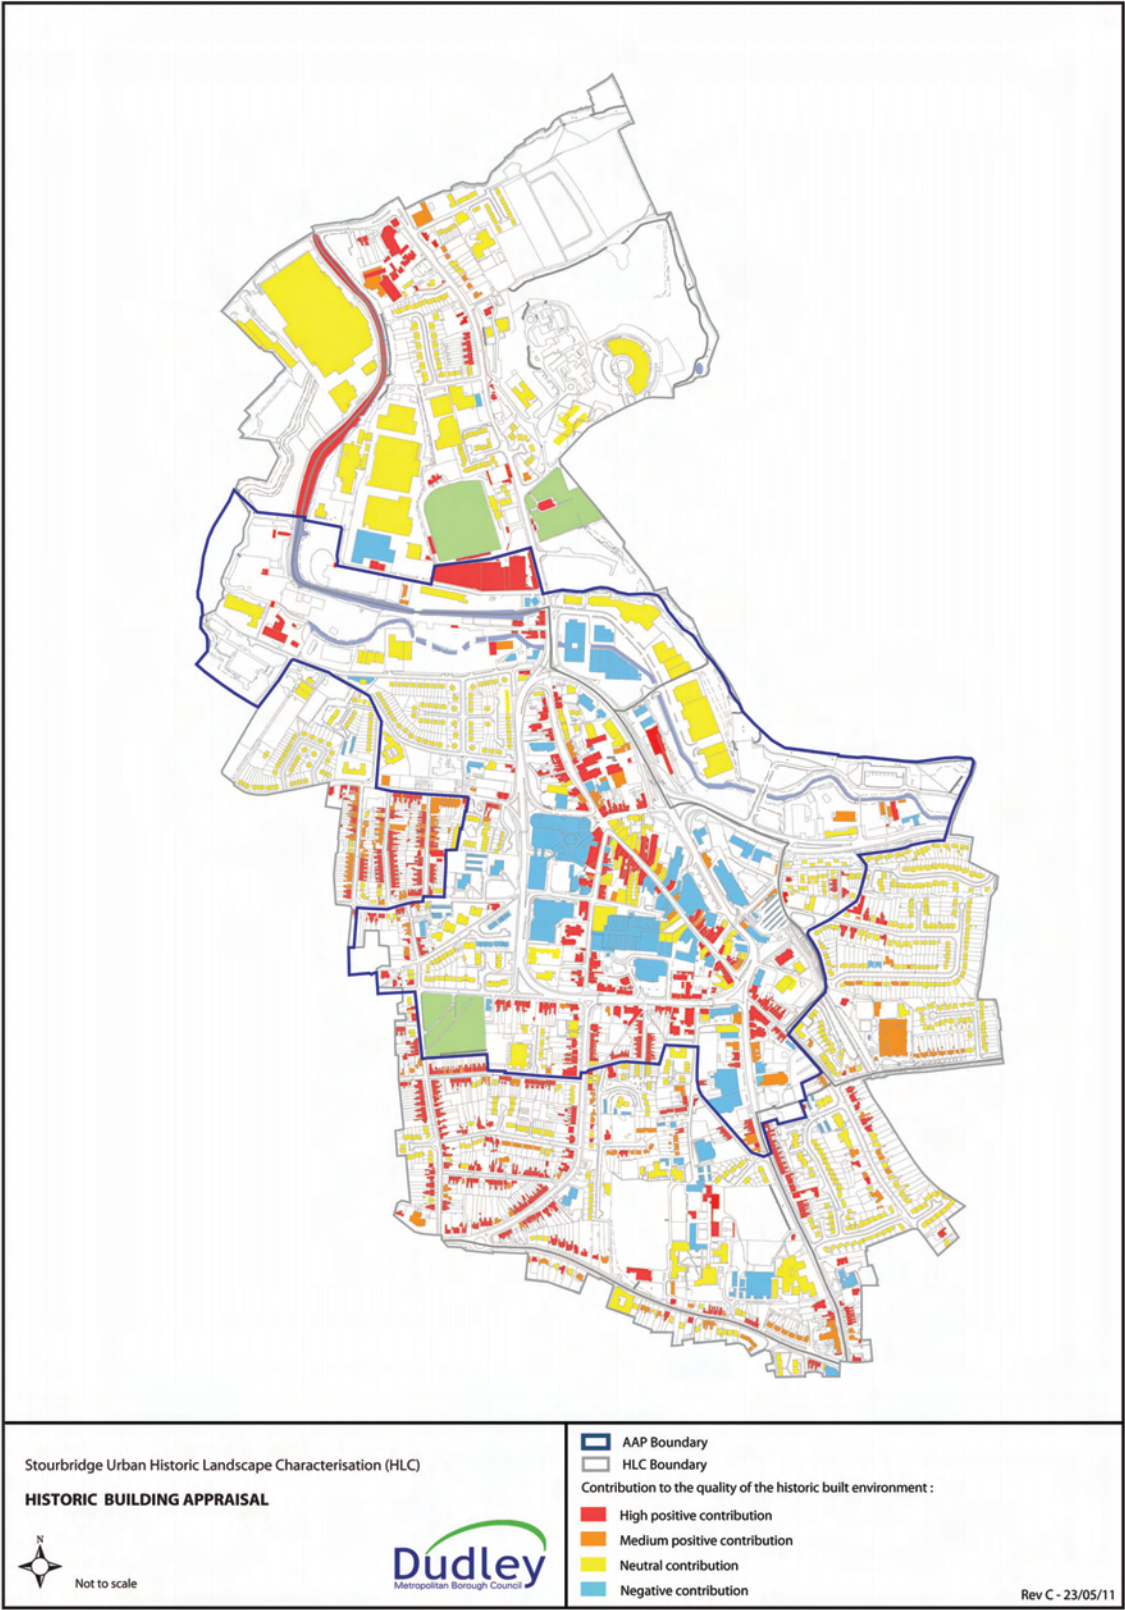 Stourbridge Urban Historic Landscape Characterisation (HLC)
HISTORIC BUILDING APPRAISAL
N
Not to scale
Dudley
Metropolitan Borough Council
AAP Boundary
HLC Boundary
Contribution to the quality of the historic built environment :
High positive contribution
Medium positive contribution
Neutral contribution
Negative contribution
Rev C - 23/05/11